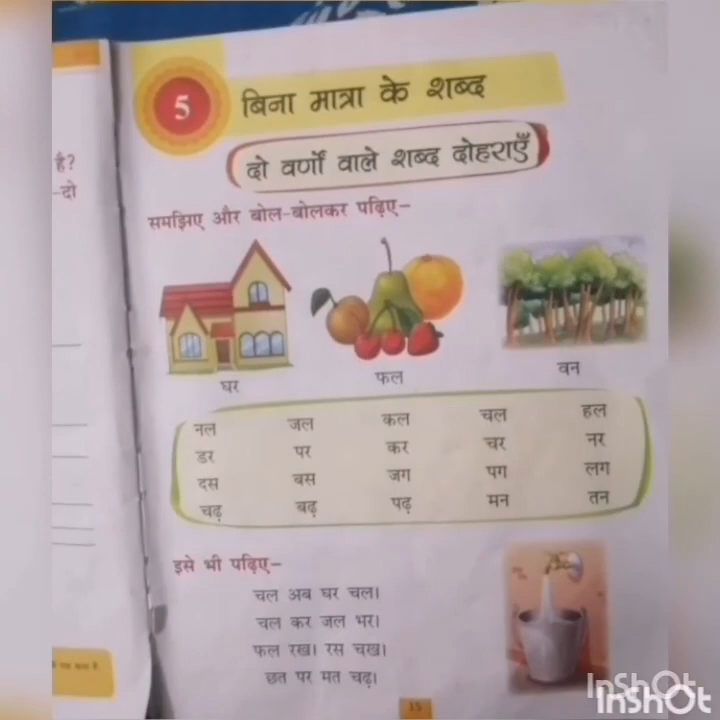 है?
-दो
5 बिना मात्रा के शब्द
दो वर्णों वाले शब्द दोहराएँ
समझिए और बोल-बोलकर पढ़िए-
घर फल वन
नल जल कल चल हल
डर पर कर चर नर
दस बस जग पग लग
चढ़ बढ़ पढ़ मन तन
इसे भी पढ़िए-
चल अब घर चल।
चल कर जल भर।
फल रख। रस चख।
छत पर मत चढ़।
15
InShOt
InShOt